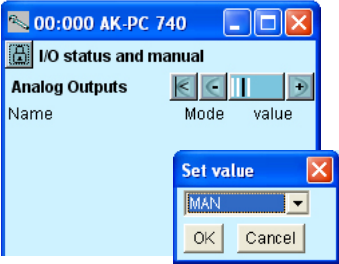 00:000 AK-PC 740
I/O status and manual
Analog Outputs
Name Mode value
Set value
MAN
OK Cancel